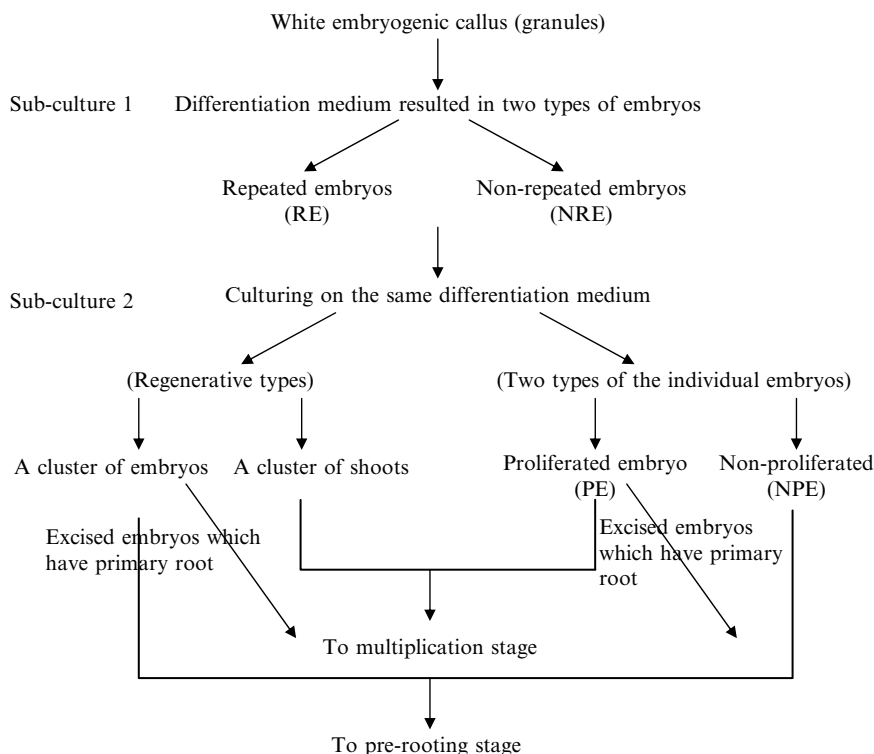 White embryogenic callus (granules)
Sub-culture 1
Differentiation medium resulted in two types of embryos
Repeated embryos
(RE)
Non-repeated embryos
(NRE)
Sub-culture 2
Culturing on the same differentiation medium
(Regenerative types)
(Two types of the individual embryos)
A cluster of embryos
A cluster of shoots
Proliferated embryo
(PE)
Non-proliferated
(NPE)
Excised embryos which
have primary root
Excised embryos
which have primary
root
To multiplication stage
To pre-rooting stage